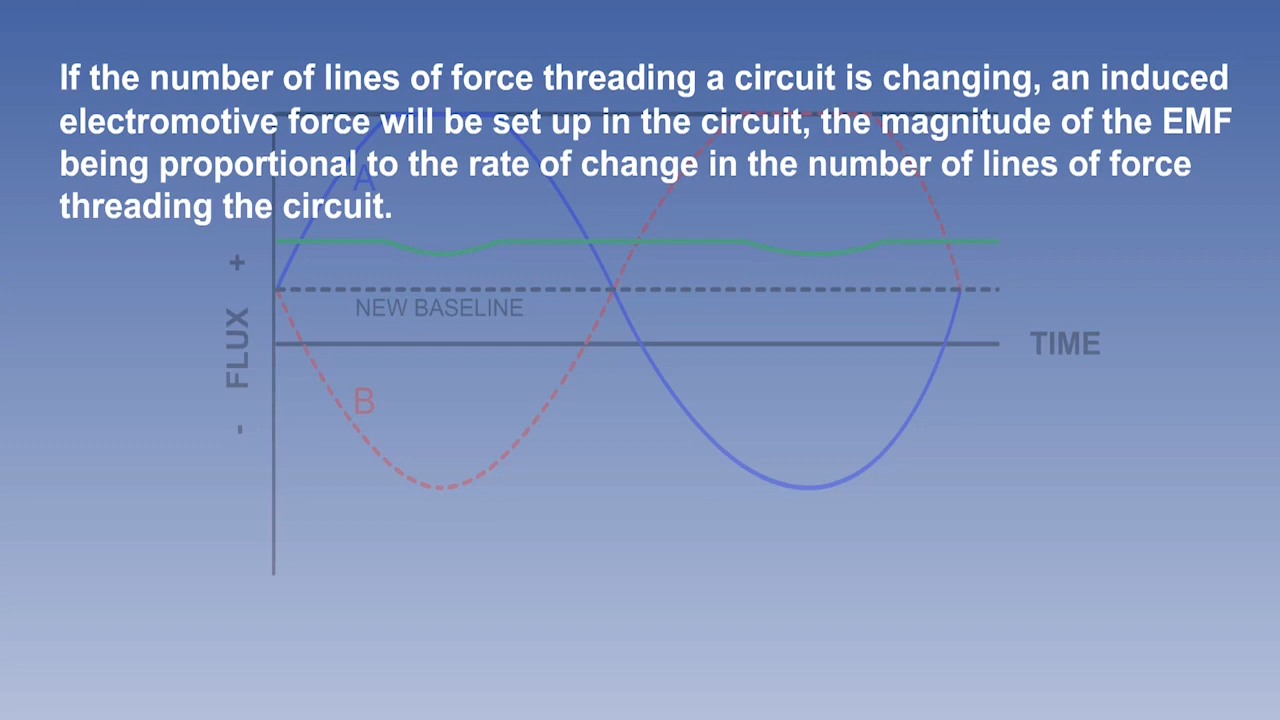 If the number of lines of force threading a circuit is changing, an induced
electromotive force will be set up in the circuit, the magnitude of the EMF
being proportional to the rate of change in the number of lines of force
threading the circuit.
A
+
NEW BASELINE
FLUX
TIME
B
-